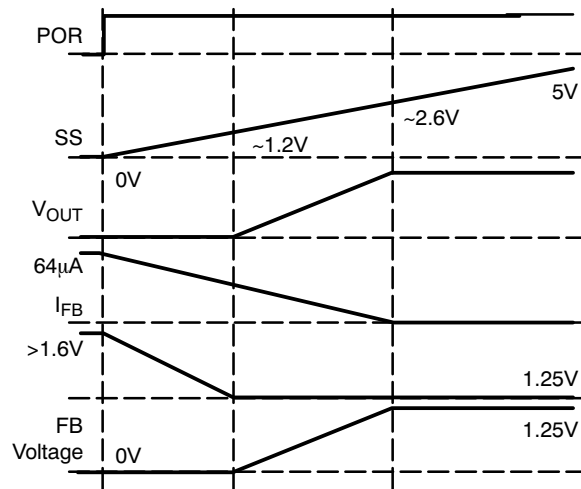 POR
5V
~2.6V
SS
~1.2V
0V
VOUT
64μA
IFB
>1.6V
1.25V
FB
1.25V
Voltage
0V